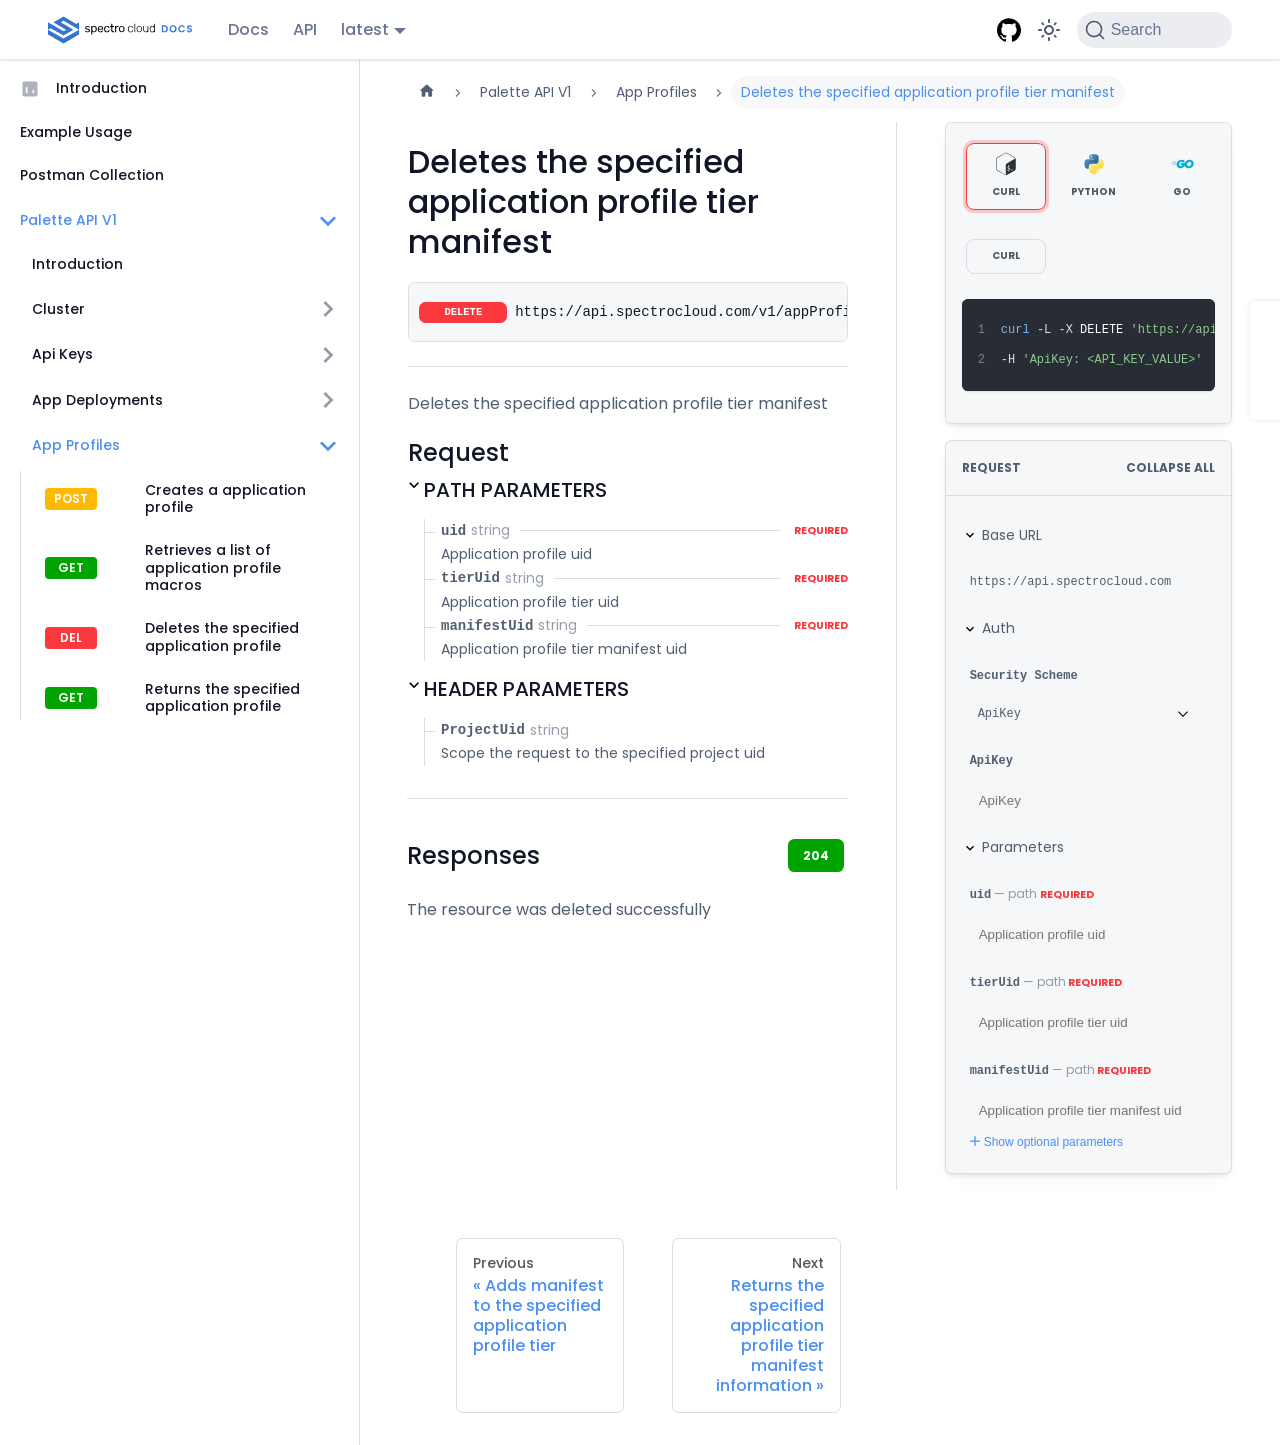 spectro cloud DOCS
Docs
API
latest
Search
Introduction
Example Usage
Postman Collection
Palette API V1
Introduction
Cluster
Api Keys
App Deployments
App Profiles
POST
Creates a application
profile
GET
Retrieves a list of
application profile
macros
DEL
Deletes the specified
application profile
GET
Returns the specified
application profile
Palette API V1
App Profiles
Deletes the specified application profile tier manifest
Deletes the specified
application profile tier
manifest
DELETE
https://api.spectrocloud.com/v1/appProfi
Deletes the specified application profile tier manifest
Request
PATH PARAMETERS
uid string REQUIRED
Application profile uid
tierUid string REQUIRED
Application profile tier uid
manifestUid string REQUIRED
Application profile tier manifest uid
HEADER PARAMETERS
ProjectUid string
Scope the request to the specified project uid
Responses
204
The resource was deleted successfully
CURL
PYTHON
GO
GO
CURL
1 curl -L -X DELETE 'https://api
2 -H 'ApiKey: <API_KEY_VALUE>'
REQUEST
COLLAPSE ALL
Base URL
https://api.spectrocloud.com
Auth
Security Scheme
ApiKey
ApiKey
ApiKey
Parameters
uid — path REQUIRED
Application profile uid
tierUid — path REQUIRED
Application profile tier uid
manifestUid — path REQUIRED
Application profile tier manifest uid
Show optional parameters
Previous
« Adds manifest
to the specified
application
profile tier
Next
Returns the
specified
application
profile tier
manifest
information »